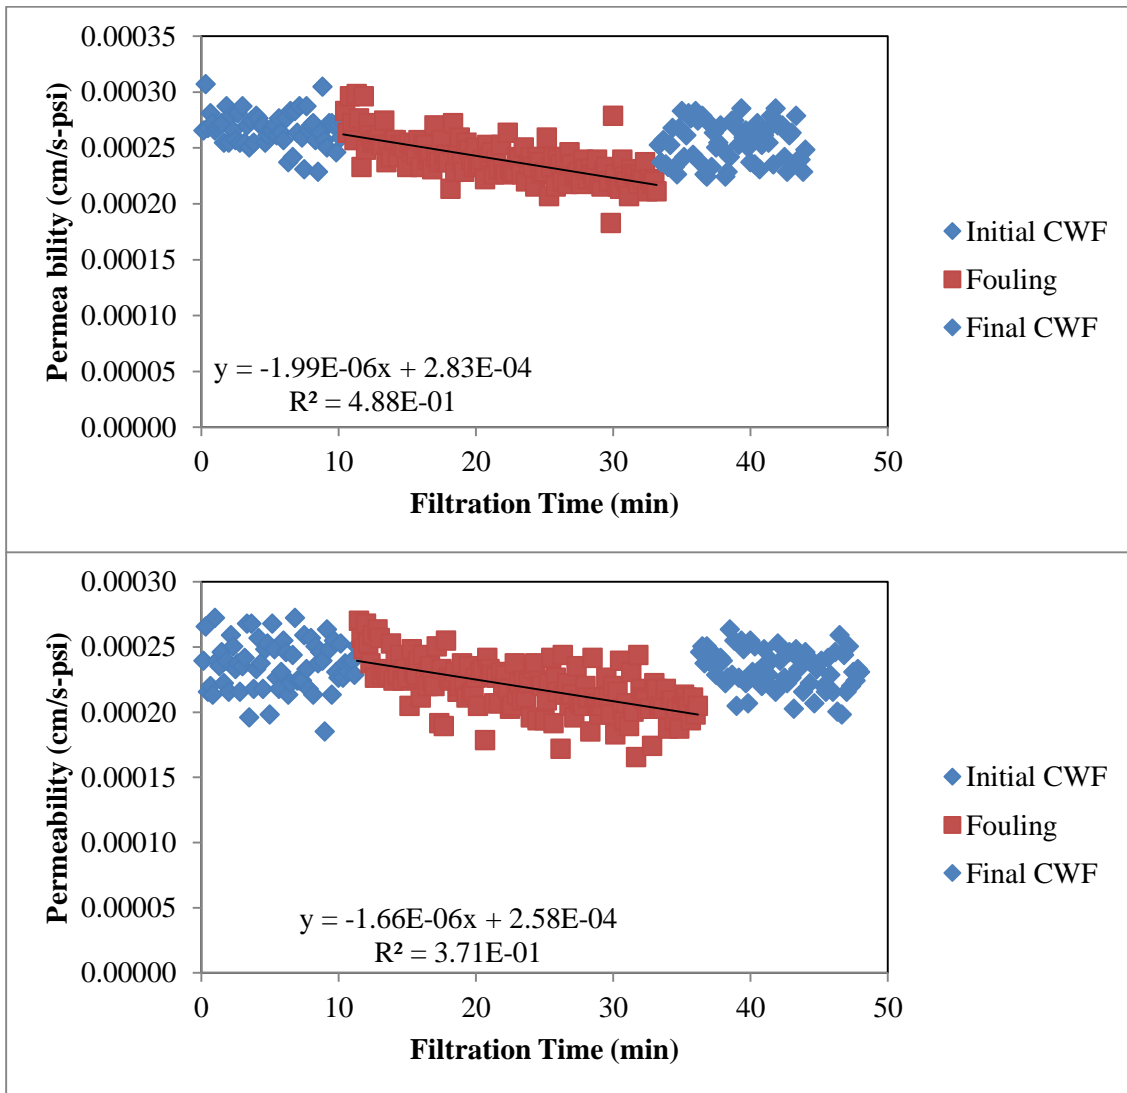 0.00035
0.00030
0.00025
0.00020
0.00015
0.00010
0.00005
0.00000
Permea bility (cm/s-psi)
y = -1.99E-06x + 2.83E-04
R² = 4.88E-01
0 10 20 30 40 50
Filtration Time (min)
Initial CWF
Fouling
Final CWF
0.00030
0.00025
0.00020
0.00015
0.00010
0.00005
0.00000
Permeability (cm/s-psi)
y = -1.66E-06x + 2.58E-04
R² = 3.71E-01
0 10 20 30 40 50
Filtration Time (min)
Initial CWF
Fouling
Final CWF